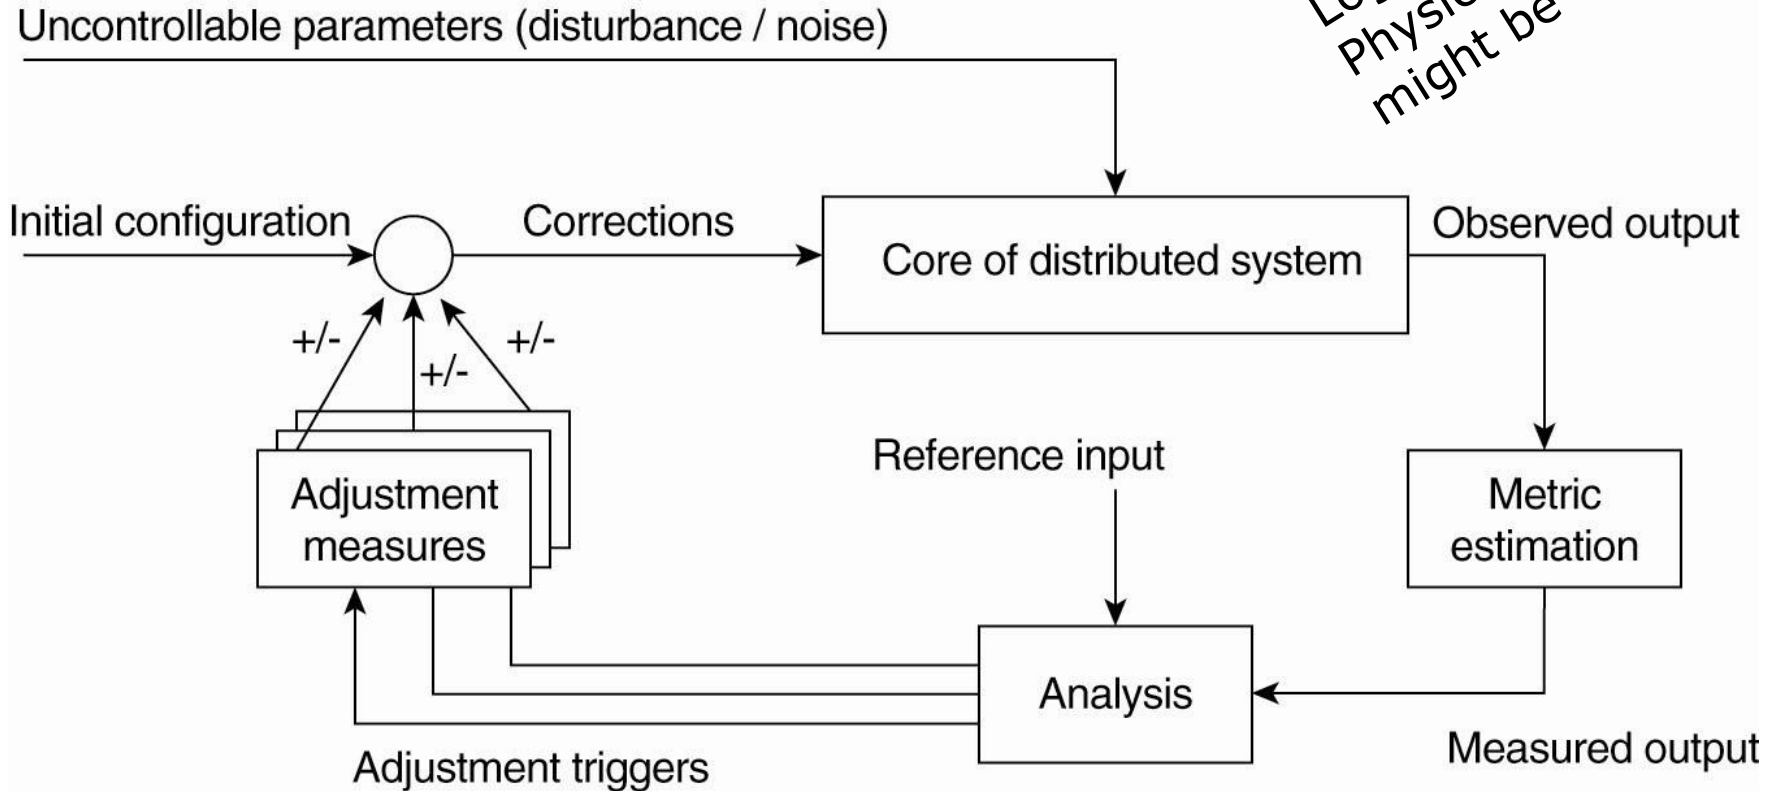 Uncontrollable parameters (disturbance / noise)
might be
Initial configuration
Corrections
Core of distributed system
Observed output
+/-
+/-
+/-
Reference input
Adjustment
measures
Metric
estimation
Analysis
Adjustment triggers
Measured output